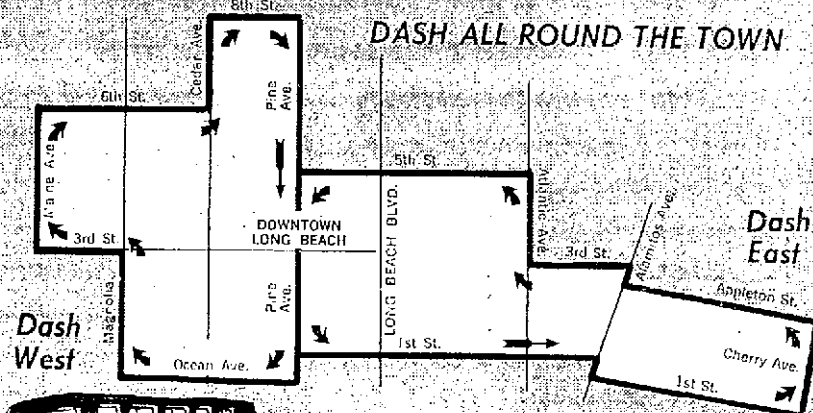 8th St.
DASH ALL ROUND THE TOWN
Cedar Ave.
6th St.
Pine
Ave.
Maine Ave
5th St.
Atlantic Ave.
LONG BEACH BLVD.
DOWNTOWN
LONG BEACH
Alamitos Ave.
Dash
East
3rd St.
3rd St.
Magnolia
Pine
Ave.
Appleton St.
Dash
West
1st St.
Cherry Ave.
Ocean Ave.
1st St.